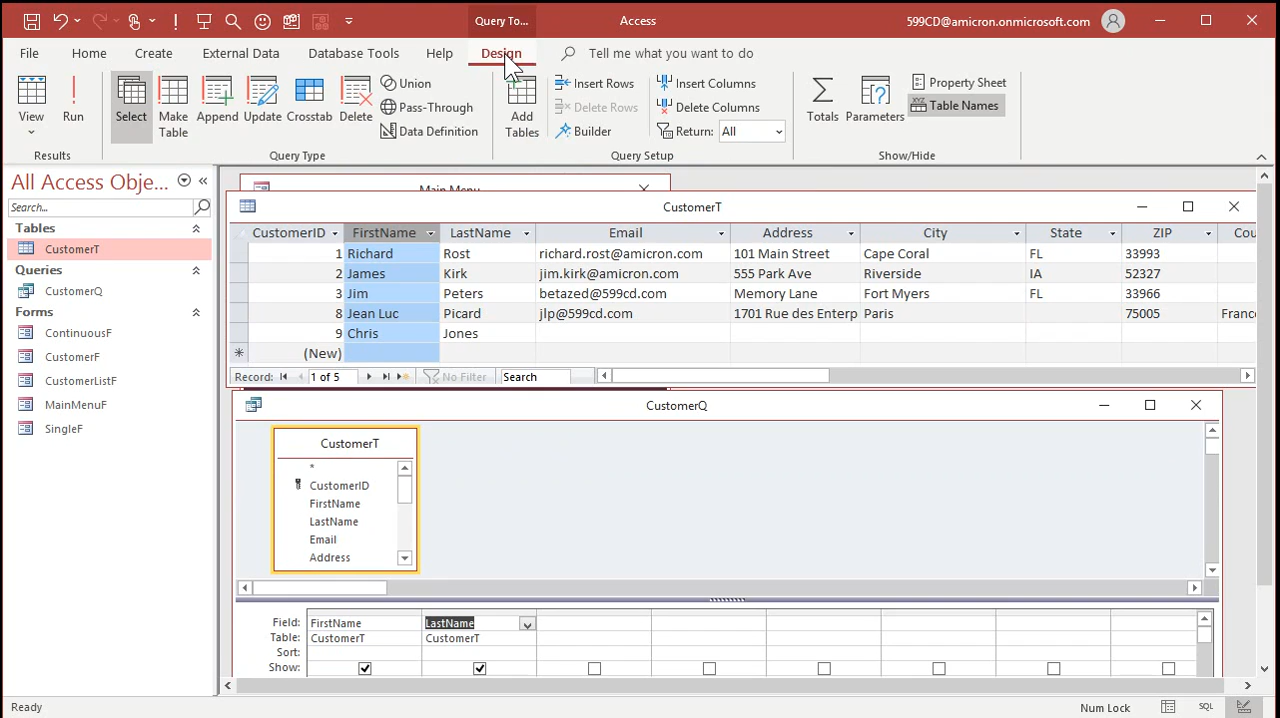 Query To...
Access
599CD@amicron.onmicrosoft.com
File
Home
Create
External Data
Database Tools
Help
Design
Tell me what you want to do
View
Run
Select
Make Table
Append
Update
Crosstab
Delete
Union
Pass-Through
Data Definition
Add Tables
Insert Rows
Delete Rows
Builder
Insert Columns
Delete Columns
Return: All
Totals
Parameters
Property Sheet
Table Names
Results
Query Type
Query Setup
Show/Hide
All Access Obje...
Search...
Tables
CustomerT
Queries
CustomerQ
Forms
ContinuousF
CustomerF
CustomerListF
MainMenuF
SingleF
Main Menu
CustomerT
CustomerID FirstName LastName Email Address City State ZIP Cou
1 Richard Rost richard.rost@amicron.com 101 Main Street Cape Coral FL 33993
2 James Kirk jim.kirk@amicron.com 555 Park Ave Riverside IA 52327
3 Jim Peters betazed@599cd.com Memory Lane Fort Myers FL 33966
8 Jean Luc Picard jlp@599cd.com 1701 Rue des Enterp Paris 75005 France
9 Chris Jones
(New)
Record: 1 of 5 No Filter Search
CustomerQ
CustomerT
*
CustomerID
FirstName
LastName
Email
Address
Field: FirstName LastName
Table: CustomerT CustomerT
Sort:
Show:
Ready
Num Lock
SQL